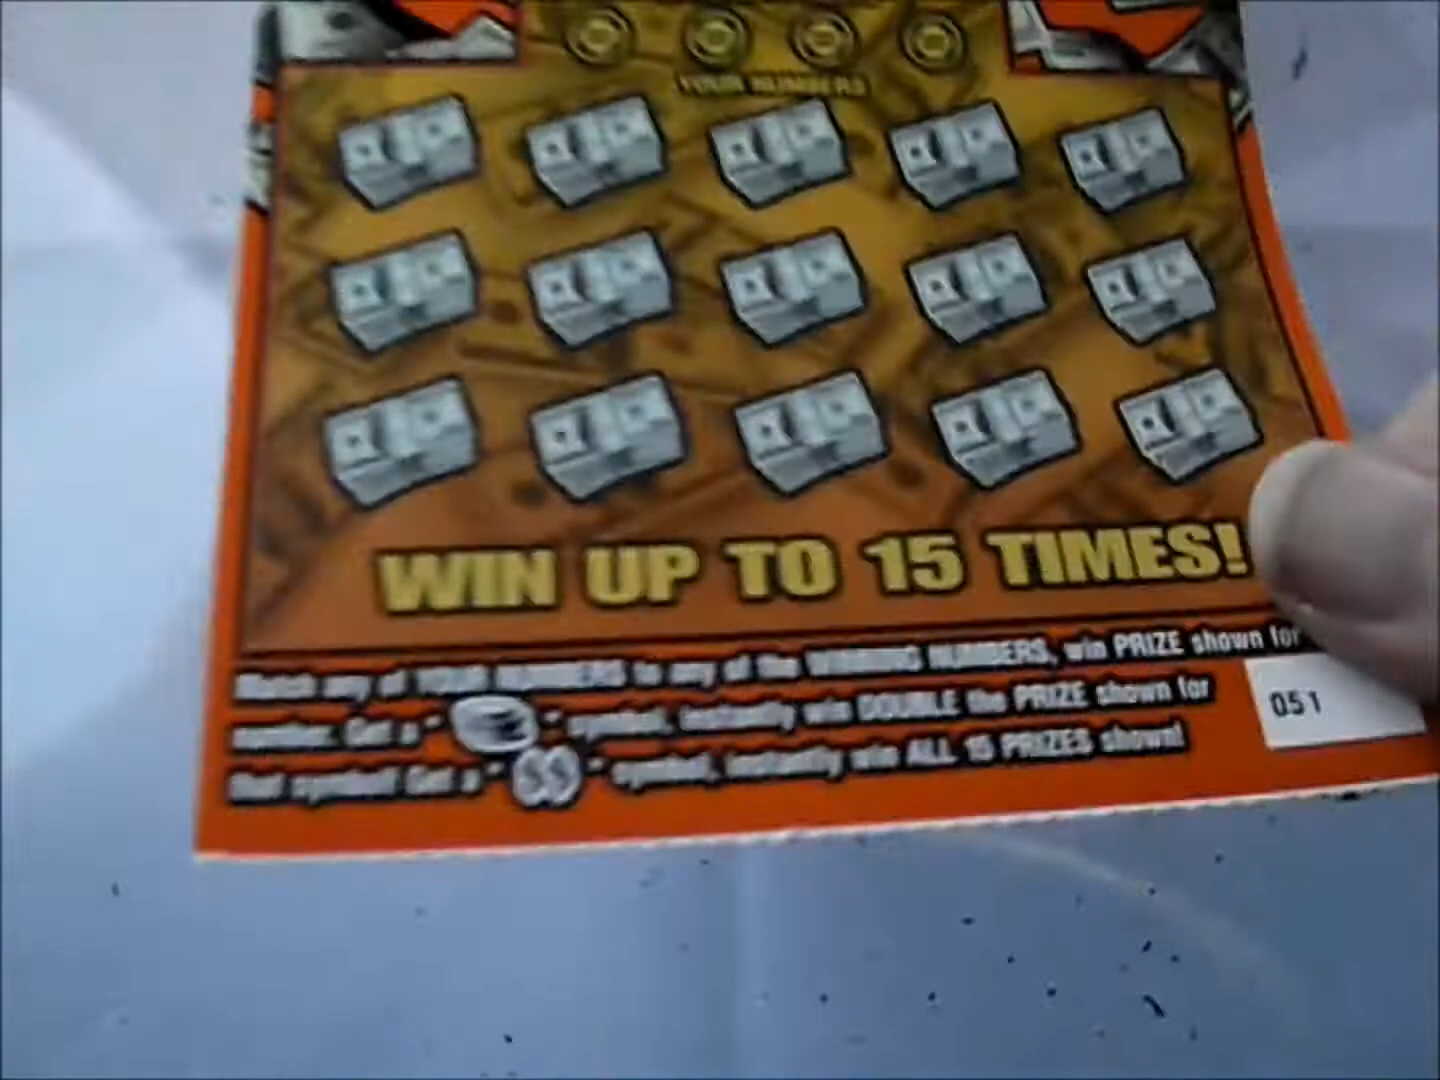 YOUR NUMBERS
WIN UP TO 15 TIMES!
Match any of YOUR NUMBERS to any of the WINNING NUMBERS, win PRIZE shown for
number. Get a " " symbol, instantly win DOUBLE the PRIZE shown for
that symbol! Get a " " symbol, instantly win ALL 15 PRIZES shown!
051